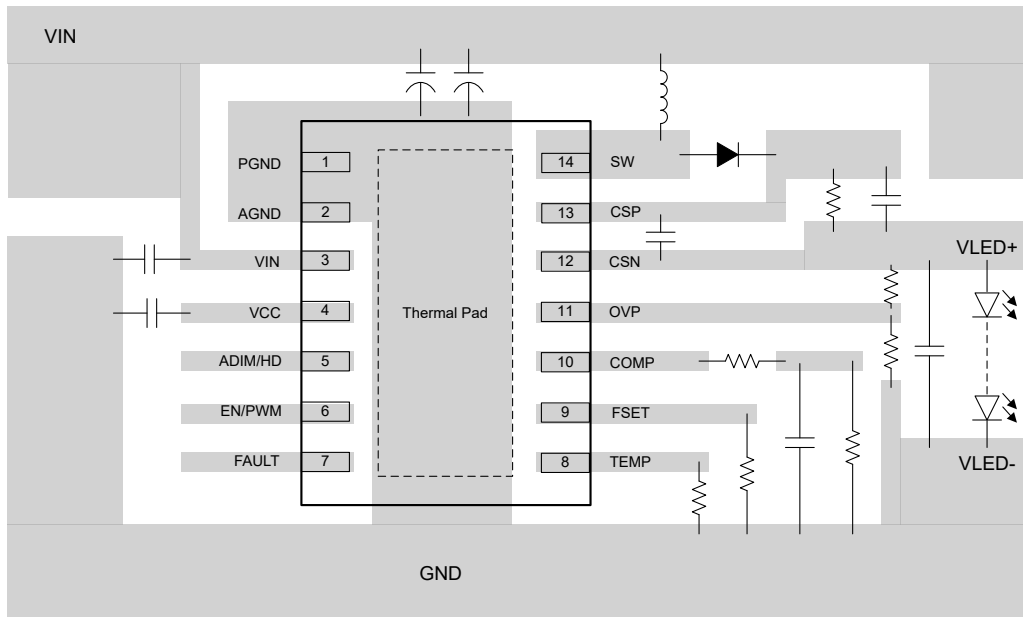 VIN
PGND 1 14 SW
AGND 2 13 CSP
VIN 3 12 CSN
VLED+
VCC 4 Thermal Pad 11 OVP
ADIM/HD 5 10 COMP
EN/PWM 6 9 FSET
FAULT 7 8 TEMP
VLED-
GND